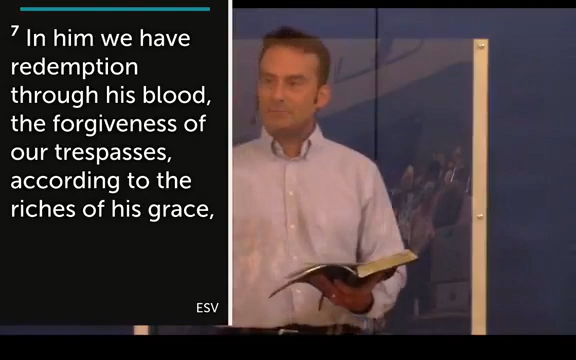 7 In him we have
redemption
through his blood,
the forgiveness of
our trespasses,
according to the
riches of his grace,
ESV